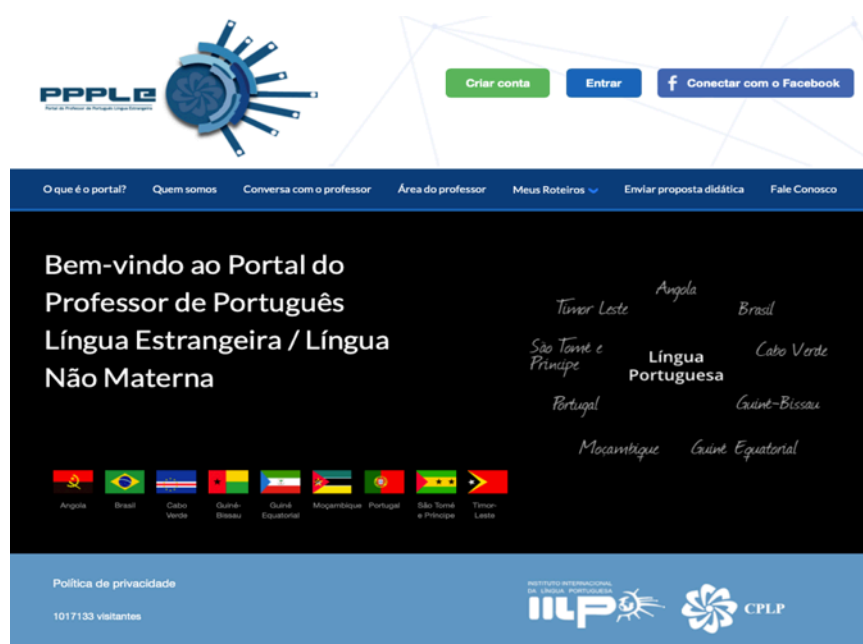 PPPLE
Portal do Professor de Português Língua Estrangeira
Criar conta
Entrar
f Conectar com o Facebook
O que é o portal?
Quem somos
Conversa com o professor
Área do professor
Meus Roteiros
Enviar proposta didática
Fale Conosco
Bem-vindo ao Portal do
Professor de Português
Língua Estrangeira / Língua
Não Materna
Angola
Timor Leste
Brasil
São Tomé e
Príncipe
Língua
Portuguesa
Cabo Verde
Portugal
Guiné-Bissau
Moçambique
Guiné Equatorial
Angola
Brasil
Cabo
Verde
Guiné-
Bissau
Guiné
Equatorial
Moçambique
Portugal
São Tomé
e Príncipe
Timor-
Leste
Política de privacidade
1017133 visitantes
INSTITUTO INTERNACIONAL
DA LÍNGUA PORTUGUESA
IILP
CPLP